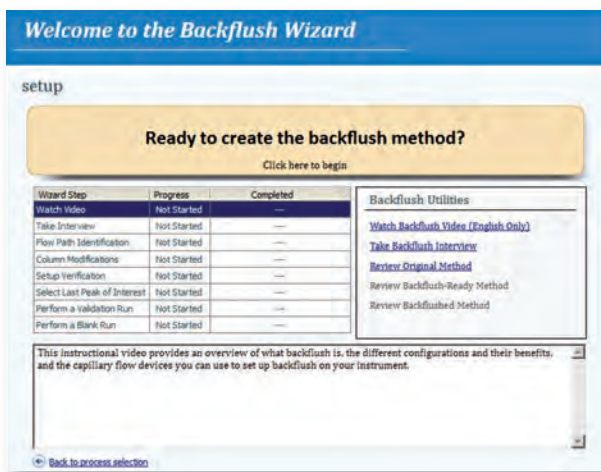 Welcome to the Backflush Wizard
setup
Ready to create the backflush method?
Click here to begin
Wizard Step Progress Completed
Watch Video Not Started —
Take Interview Not Started —
Flow Path Identification Not Started —
Column Modifications Not Started —
Setup Verification Not Started —
Select Last Peak of Interest Not Started —
Perform a Validation Run Not Started —
Perform a Blank Run Not Started —
Backflush Utilities
Watch Backflush Video (English Only)
Take Backflush Interview
Review Original Method
Review Backflush-Ready Method
Review Backflushed Method
This instructional video provides an overview of what backflush is, the different configurations and their benefits,
and the capillary flow devices you can use to set up backflush on your instrument.
Back to process selection